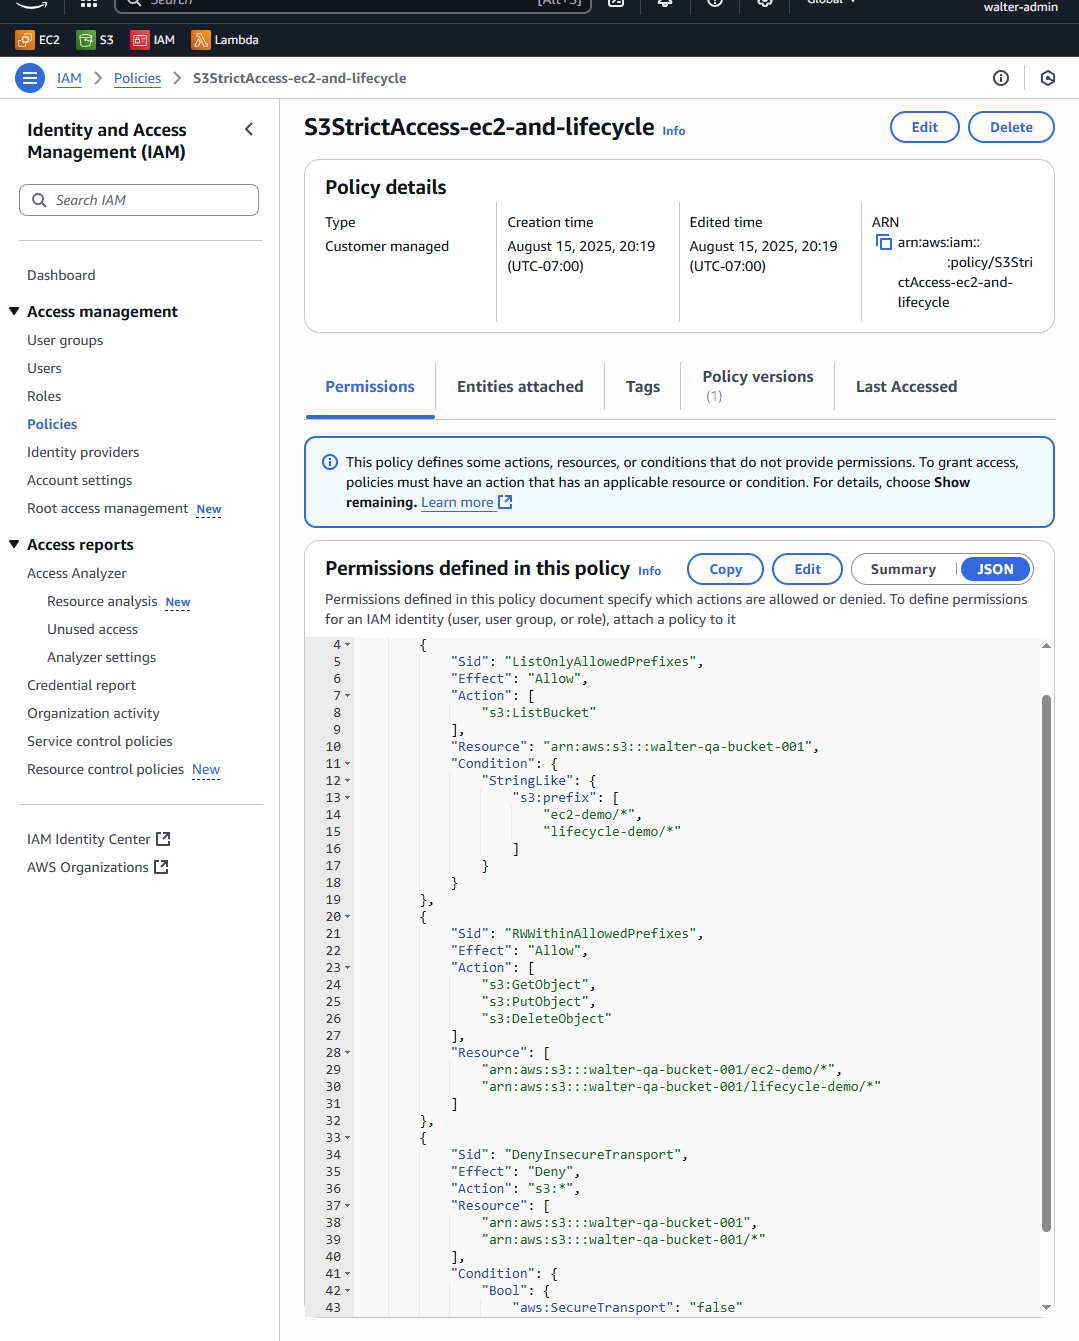 Search
[Alt+S]
Global
walter-admin
EC2
S3
IAM
Lambda
IAM
Policies
S3StrictAccess-ec2-and-lifecycle
Identity and Access
Management (IAM)
Search IAM
Dashboard
Access management
User groups
Users
Roles
Policies
Identity providers
Account settings
Root access management New
Access reports
Access Analyzer
Resource analysis New
Unused access
Analyzer settings
Credential report
Organization activity
Service control policies
Resource control policies New
IAM Identity Center
AWS Organizations
S3StrictAccess-ec2-and-lifecycle Info
Edit
Delete
Policy details
Type
Customer managed
Creation time
August 15, 2025, 20:19
(UTC-07:00)
Edited time
August 15, 2025, 20:19
(UTC-07:00)
ARN
arn:aws:iam::
:policy/S3Stri
ctAccess-ec2-and-
lifecycle
Permissions
Entities attached
Tags
Policy versions
(1)
Last Accessed
This policy defines some actions, resources, or conditions that do not provide permissions. To grant access,
policies must have an action that has an applicable resource or condition. For details, choose Show
remaining. Learn more
Permissions defined in this policy Info
Copy
Edit
Summary
JSON
Permissions defined in this policy document specify which actions are allowed or denied. To define permissions
for an IAM identity (user, user group, or role), attach a policy to it
4 {
5 "Sid": "ListOnlyAllowedPrefixes",
6 "Effect": "Allow",
7 "Action": [
8 "s3:ListBucket"
9 ],
10 "Resource": "arn:aws:s3:::walter-qa-bucket-001",
11 "Condition": {
12 "StringLike": {
13 "s3:prefix": [
14 "ec2-demo/*",
15 "lifecycle-demo/*"
16 ]
17 }
18 }
19 },
20 {
21 "Sid": "RWWithinAllowedPrefixes",
22 "Effect": "Allow",
23 "Action": [
24 "s3:GetObject",
25 "s3:PutObject",
26 "s3:DeleteObject"
27 ],
28 "Resource": [
29 "arn:aws:s3:::walter-qa-bucket-001/ec2-demo/*",
30 "arn:aws:s3:::walter-qa-bucket-001/lifecycle-demo/*"
31 ]
32 },
33 {
34 "Sid": "DenyInsecureTransport",
35 "Effect": "Deny",
36 "Action": "s3:*",
37 "Resource": [
38 "arn:aws:s3:::walter-qa-bucket-001",
39 "arn:aws:s3:::walter-qa-bucket-001/*"
40 ],
41 "Condition": {
42 "Bool": {
43 "aws:SecureTransport": "false"